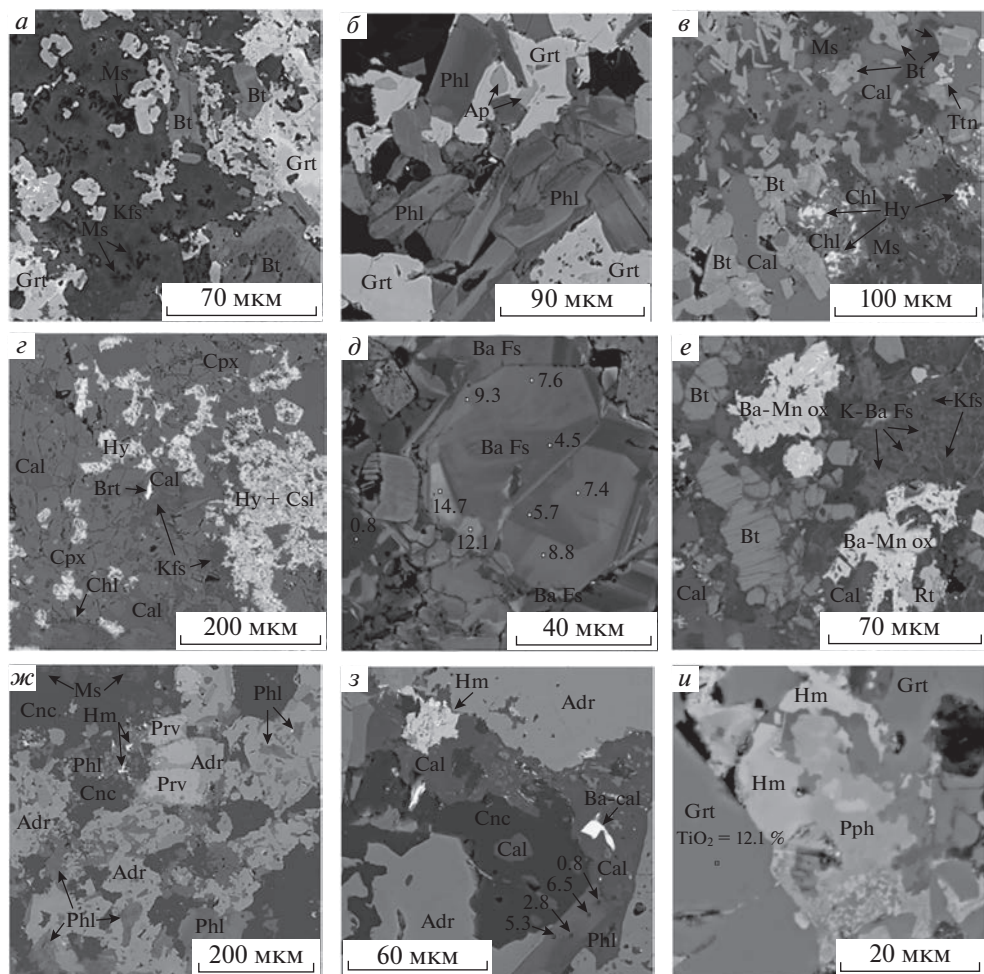 а
Ms
Bt
Bt
Grt
Kfs
Ms
Bt
Grt
70 мкм
б
Grt
Phl
Ap
Phl
Phl
Grt
Grt
90 мкм
в
Ms
Bt
Cal
Ttn
Bt
Chl
Hy
Chl
Ms
Bt
Cal
100 мкм
г
Cpx
Cal
Hy
Cal
Brt
Hy + Csl
Cpx
Kfs
Chl
Cal
200 мкм
д
Ba Fs
7.6
9.3
Ba Fs
4.5
14.7
7.4
5.7
0.8
12.1
8.8
Ba Fs
40 мкм
е
Bt
Ba-Mn ox
K-Ba Fs
Kfs
Bt
Ba-Mn ox
Cal
Cal
Rt
70 мкм
ж
Ms
Cnc
Hm
Prv
Phl
Phl
Adr
Cnc
Prv
Adr
Adr
Phl
Phl
200 мкм
з
Hm
Adr
Cal
Ba-cal
Cnc
Cal
Cal
0.8
6.5
2.8
5.3
Adr
Phl
60 мкм
и
Hm
Grt
Hm
Grt
Pph
TiO₂ = 12.1 %
20 мкм